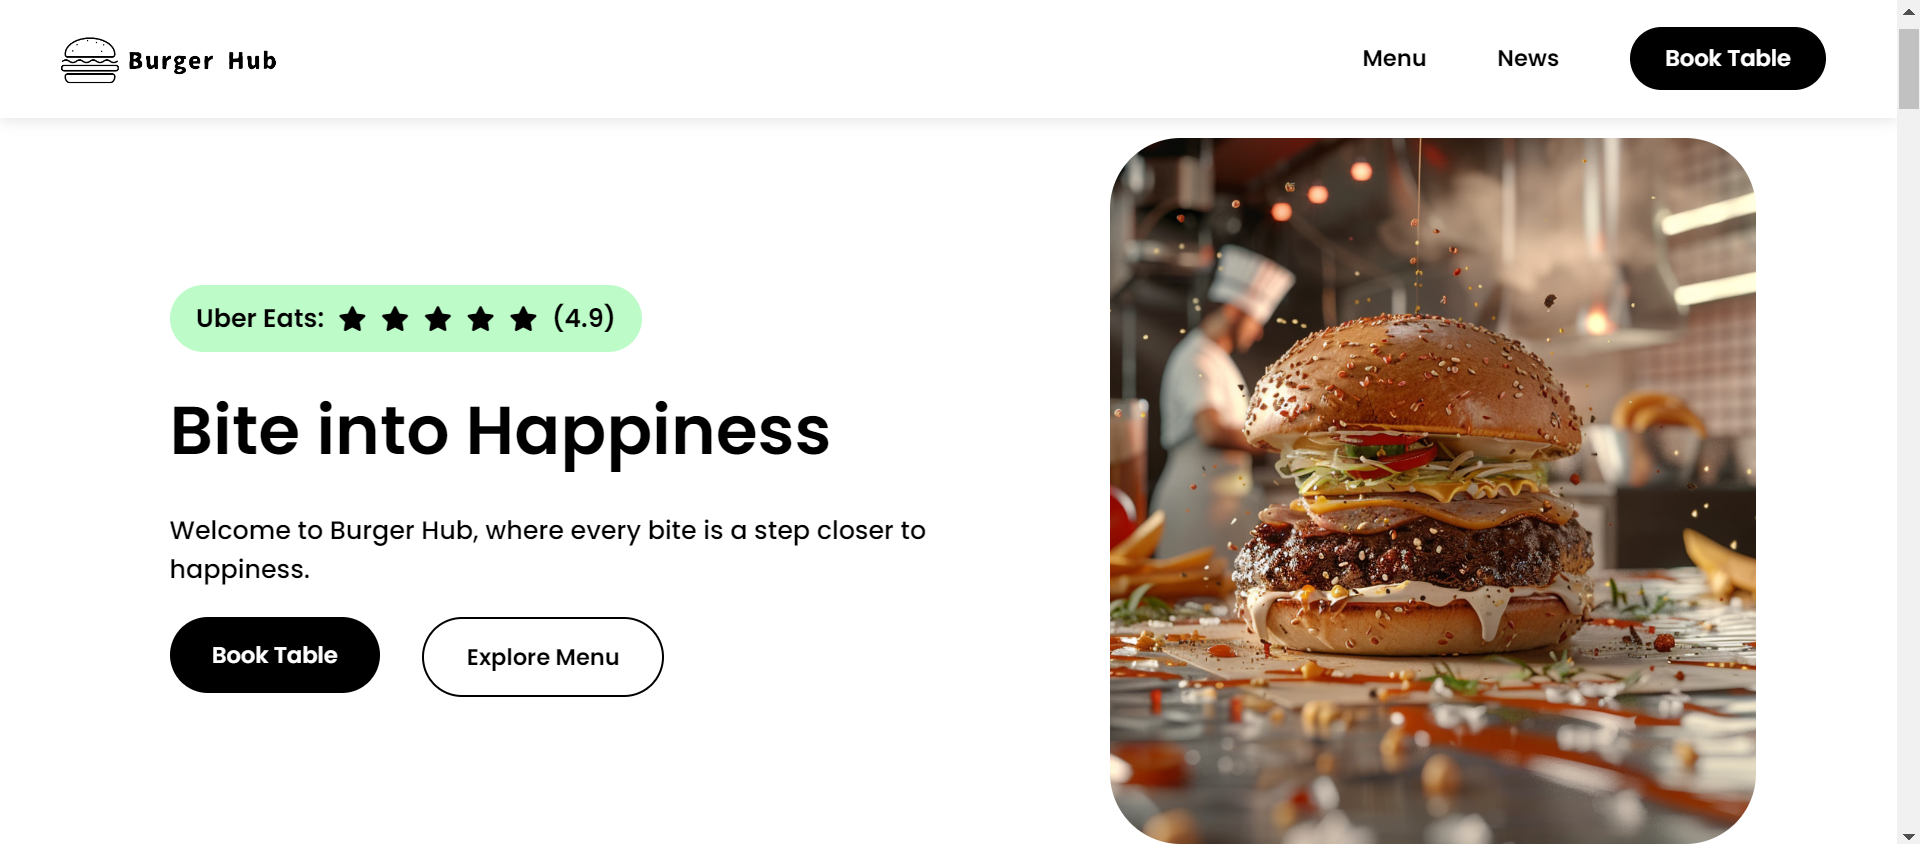 Burger Hub
Menu
News
Book Table
Uber Eats: ★ ★ ★ ★ ★ (4.9)
Bite into Happiness
Welcome to Burger Hub, where every bite is a step closer to
happiness.
Book Table
Explore Menu